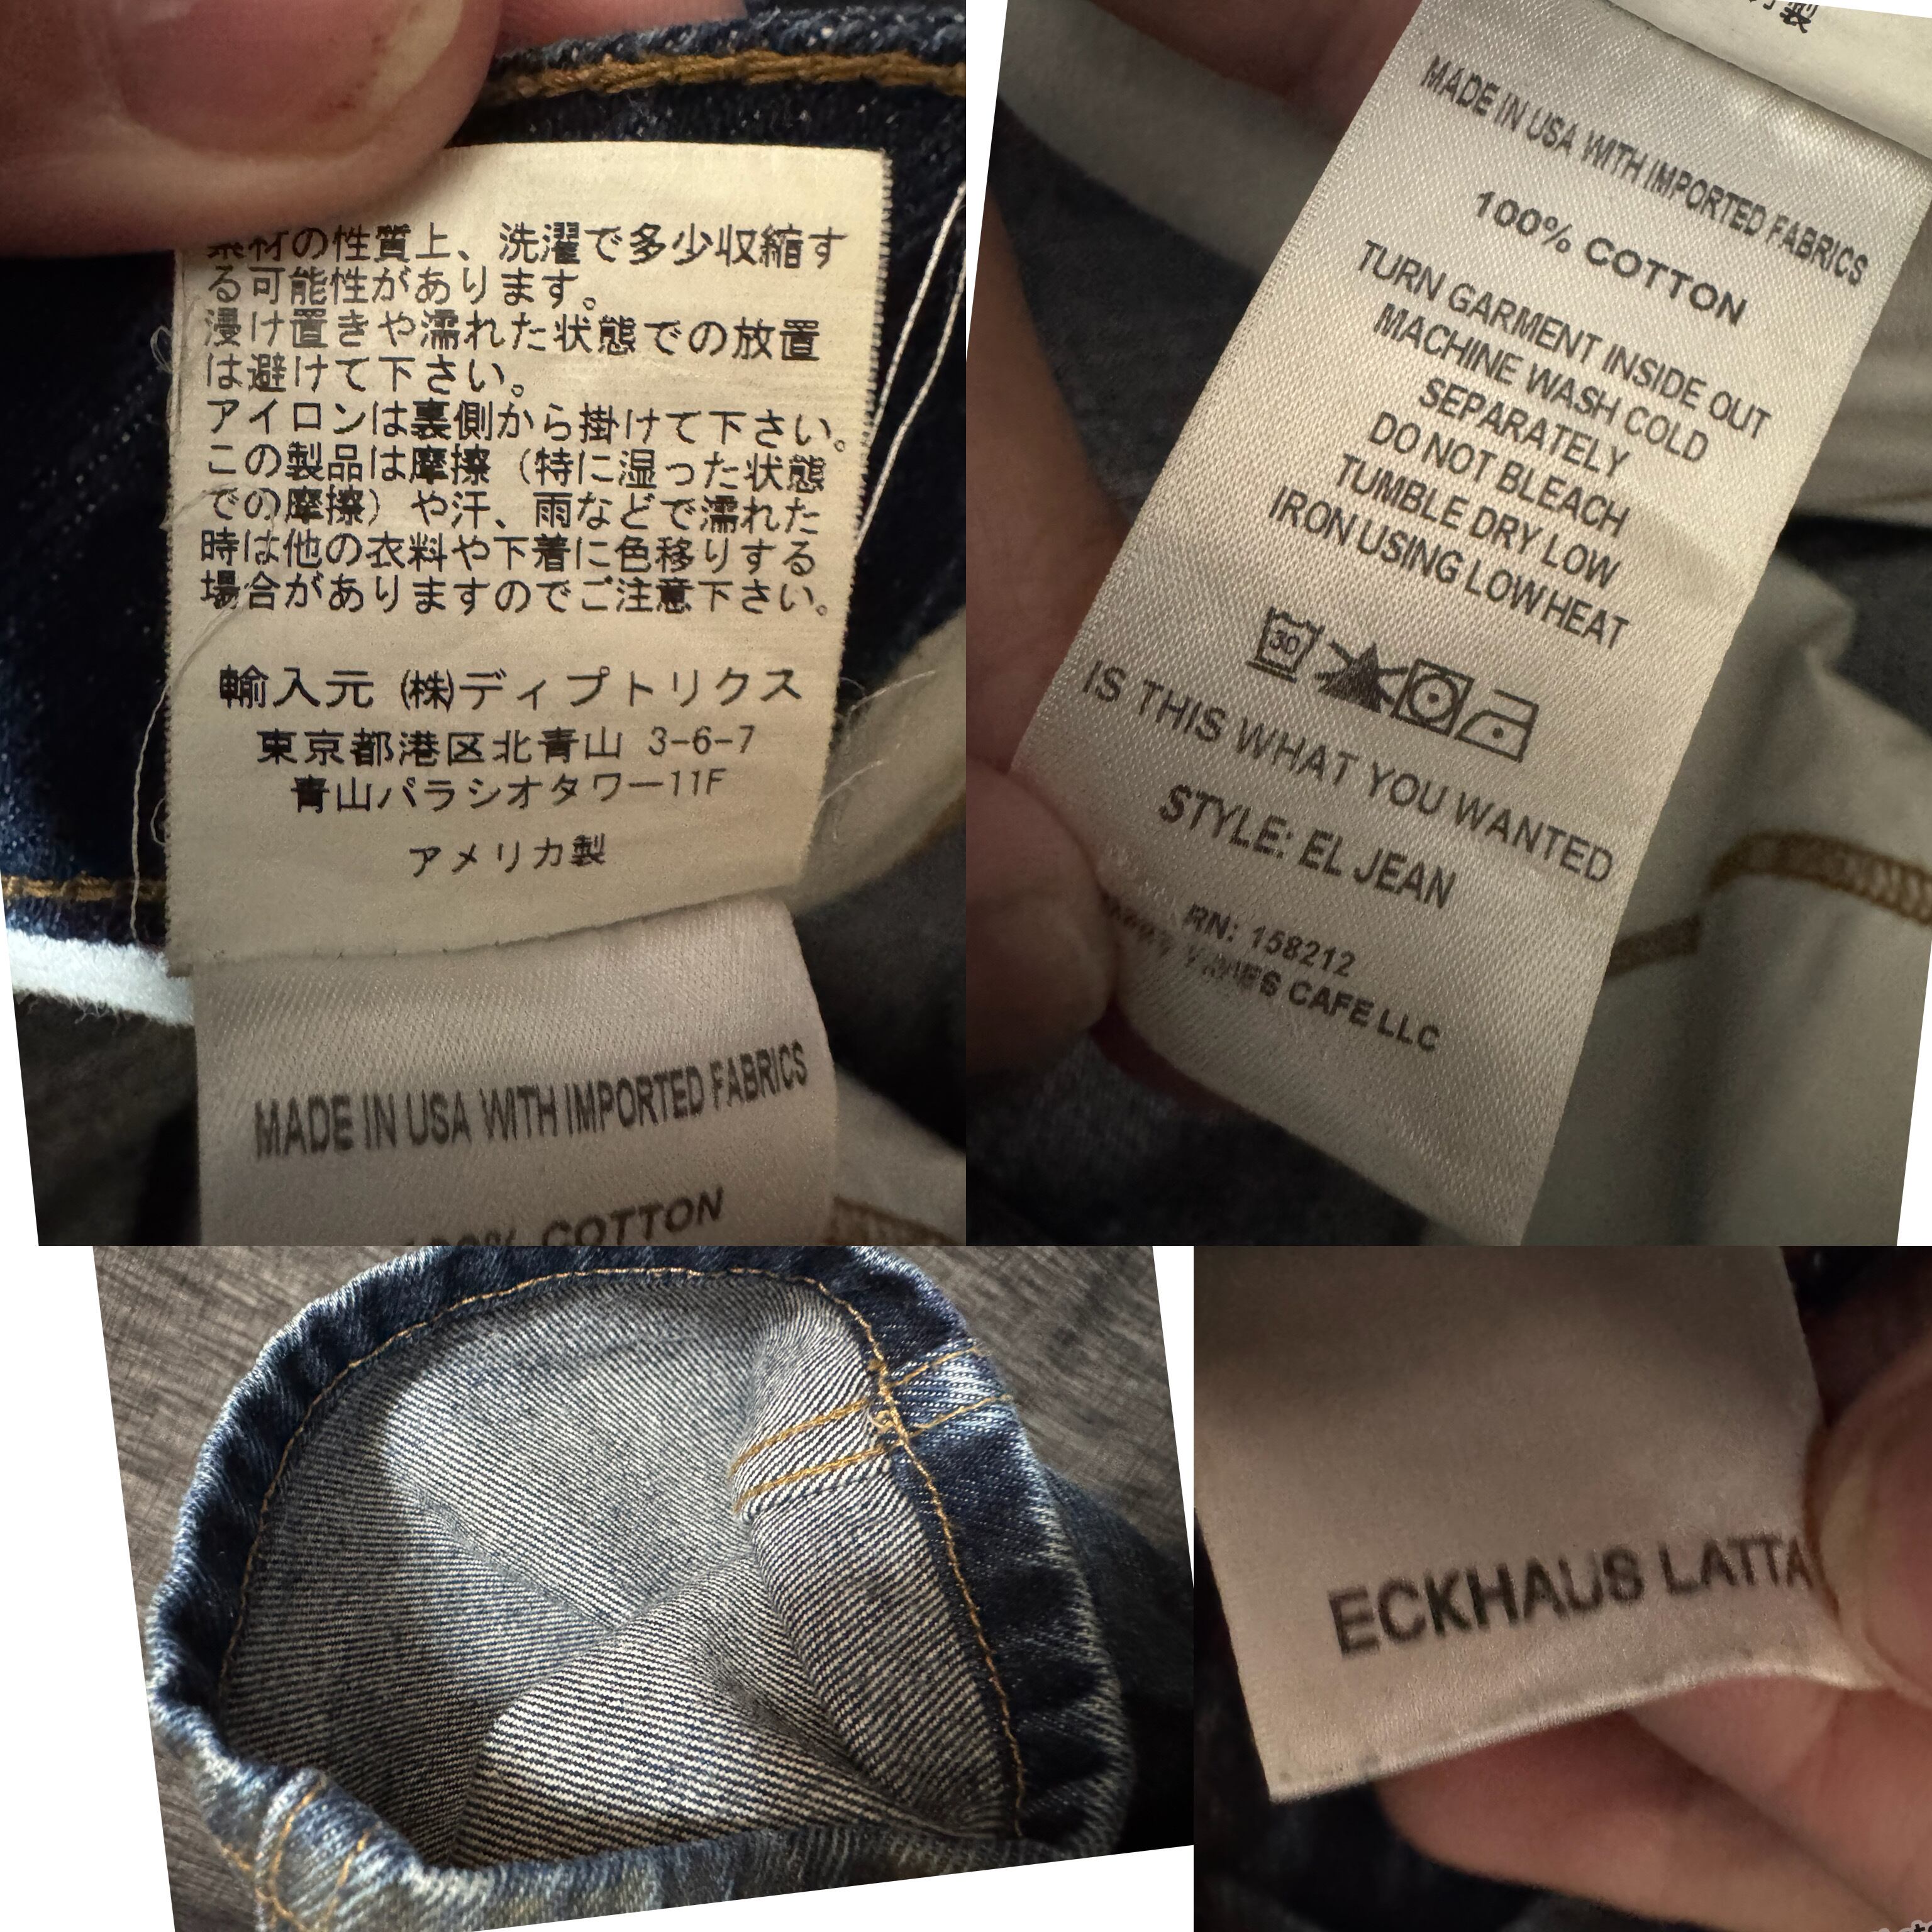 素材の性質上、洗濯で多少収縮す
る可能性があります。
浸け置きや濡れた状態での放置
は避けて下さい。
アイロンは裏側から掛けて下さい。
この製品は摩擦（特に湿った状態
での摩擦）や汗、雨などで濡れた
時は他の衣料や下着に色移りする
場合がありますのでご注意下さい。
輸入元 ㈱ディプトリクス
東京都港区北青山 3-6-7
青山パラシオタワー11F
アメリカ製
MADE IN USA WITH IMPORTED FABRICS
100% COTTON
MADE IN USA WITH IMPORTED FABRICS
100% COTTON
TURN GARMENT INSIDE OUT
MACHINE WASH COLD
SEPARATELY
DO NOT BLEACH
TUMBLE DRY LOW
IRON USING LOW HEAT
30
IS THIS WHAT YOU WANTED
STYLE: EL JEAN
RN: 158212
CAFE LLC
ECKHAUS LATTA